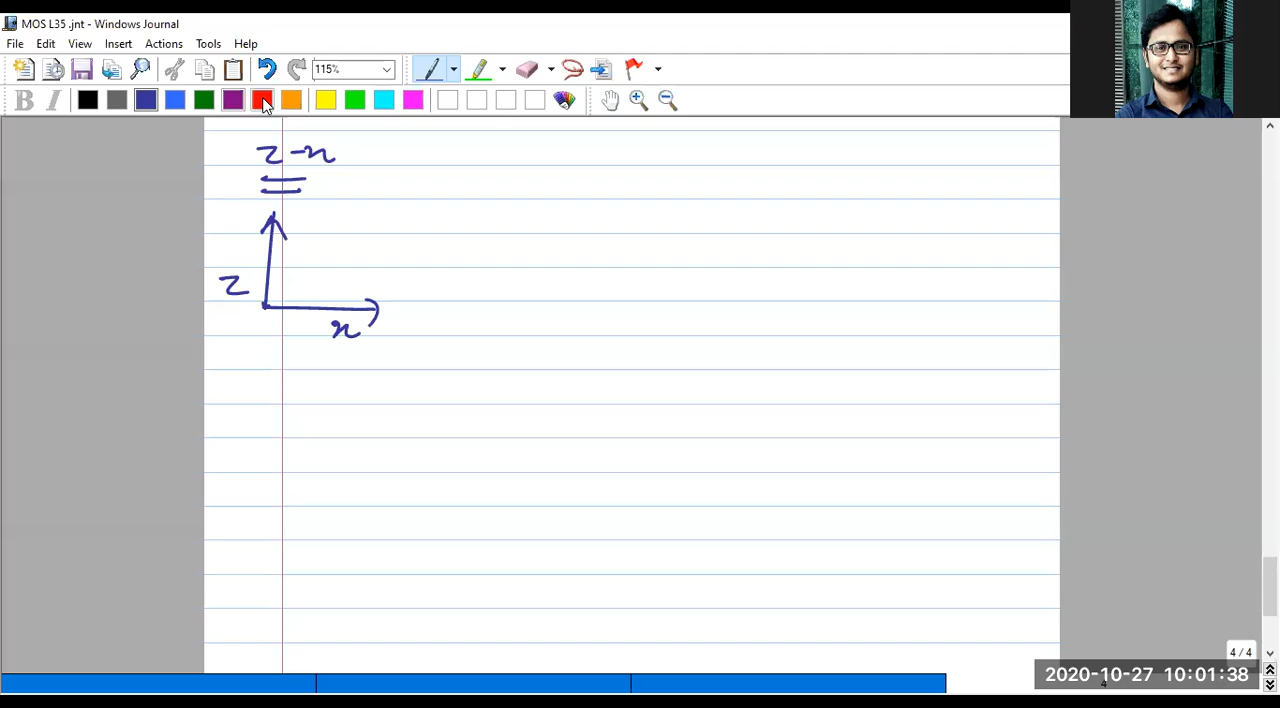 MOS L35 .jnt - Windows Journal
File Edit View Insert Actions Tools Help
115%
B I
z-x
z
x
4 / 4
2020-10-27 10:01:38
4